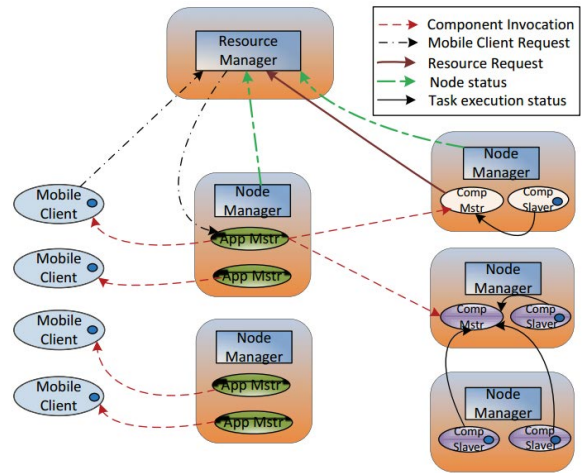 Resource
Manager
Component Invocation
Mobile Client Request
Resource Request
Node status
Task execution status
Mobile
Client
Node
Manager
App Mstr
App Mstr
Node
Manager
Comp
Mstr
Comp
Slaver
Mobile
Client
Node
Manager
Comp
Mstr
Comp
Slaver
Mobile
Client
Node
Manager
App Mstr
App Mstr
Mobile
Client
Node
Manager
Comp
Slaver
Comp
Slaver